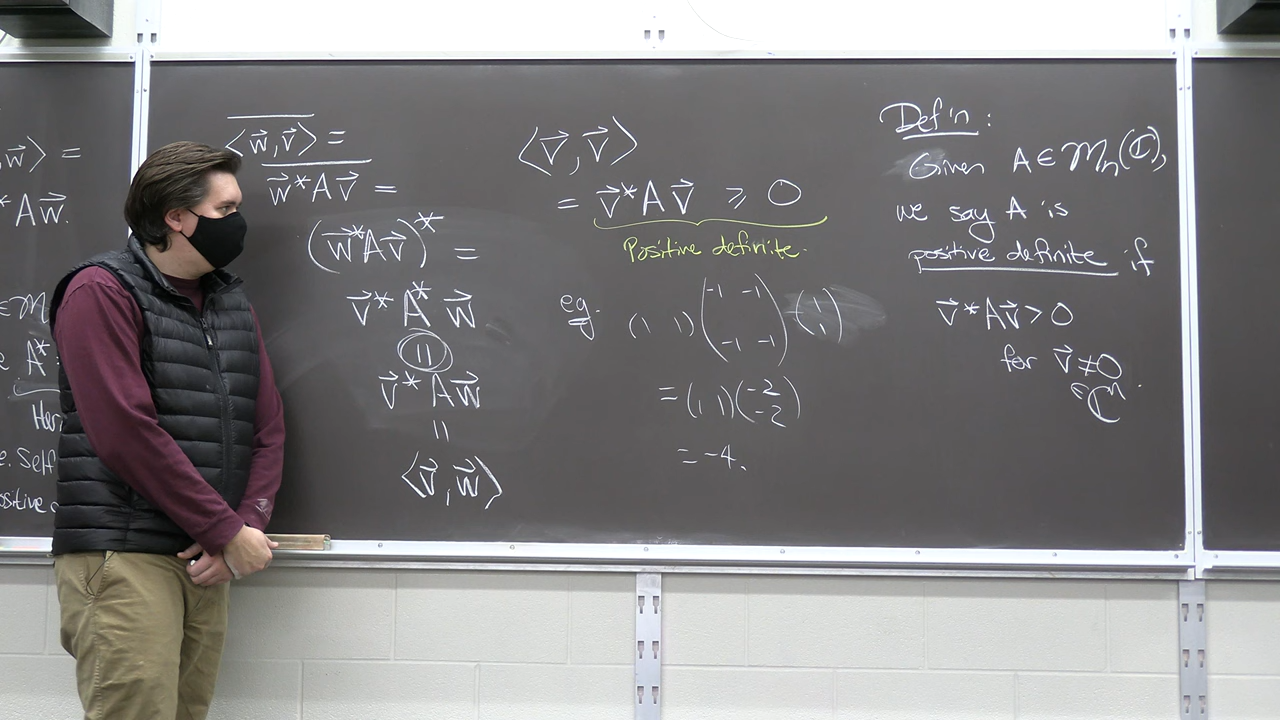 , w⃗⟩ =
*Aw⃗.
∈ M
A* :
Her
e. Self
ositive
⟨w⃗, v⃗⟩ =
w⃗*Av⃗ =
(w⃗*Av⃗)* =
v⃗*A*w⃗
||
v⃗*Aw⃗
||
⟨v⃗, w⃗⟩
⟨v⃗, v⃗⟩
= v⃗*Av⃗ ⩾ 0
Positive definite.
eg. (1 1)(-1 -1
-1 -1)(1
1)
= (1 1)(-2
-2)
= -4.
Def'n:
Given A ∈ Mn(ℂ),
we say A is
positive definite if
v⃗*Av⃗ > 0
for v⃗ ≠ 0
∈ ℂⁿ.